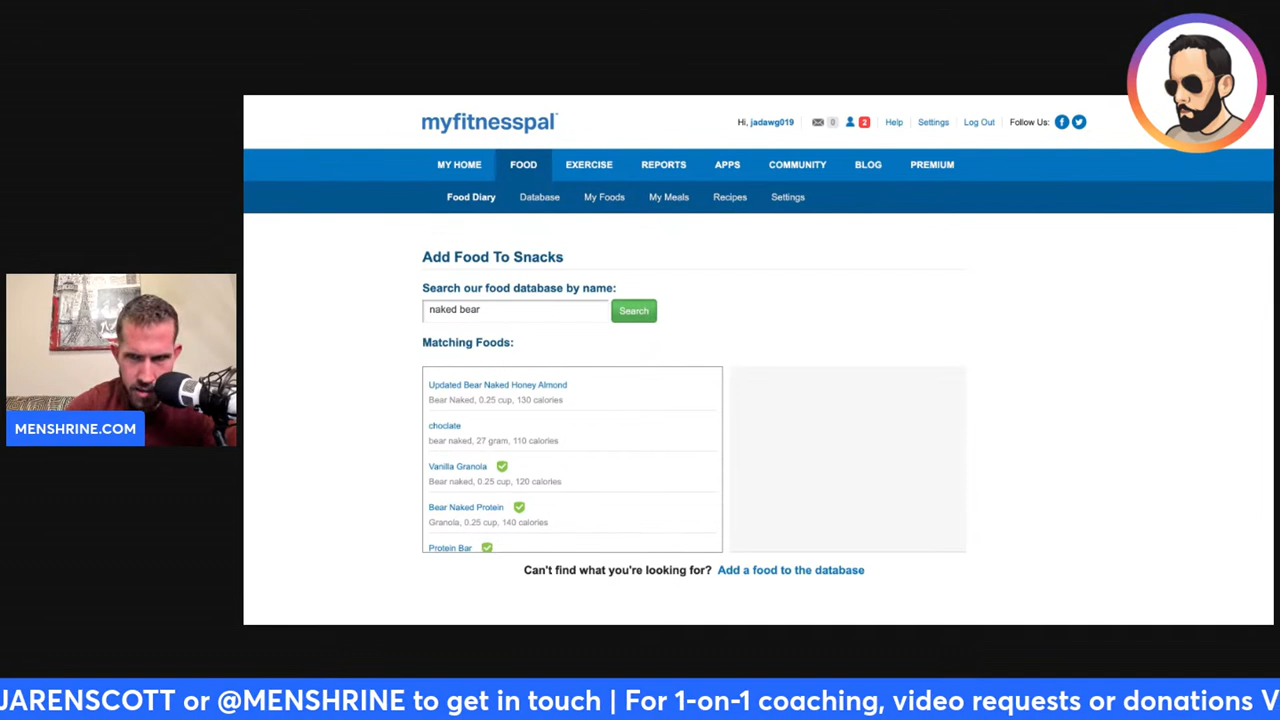 myfitnesspal
Hi, jadawg019 0 2 Help Settings Log Out Follow Us:
MY HOME FOOD EXERCISE REPORTS APPS COMMUNITY BLOG PREMIUM
Food Diary Database My Foods My Meals Recipes Settings
Add Food To Snacks
Search our food database by name:
naked bear Search
Matching Foods:
Updated Bear Naked Honey Almond
Bear Naked, 0.25 cup, 130 calories
choclate
bear naked, 27 gram, 110 calories
Vanilla Granola
Bear naked, 0.25 cup, 120 calories
Bear Naked Protein
Granola, 0.25 cup, 140 calories
Protein Bar
Can't find what you're looking for? Add a food to the database
MENSHRINE.COM
JARENSCOTT or @MENSHRINE to get in touch | For 1-on-1 coaching, video requests or donations V